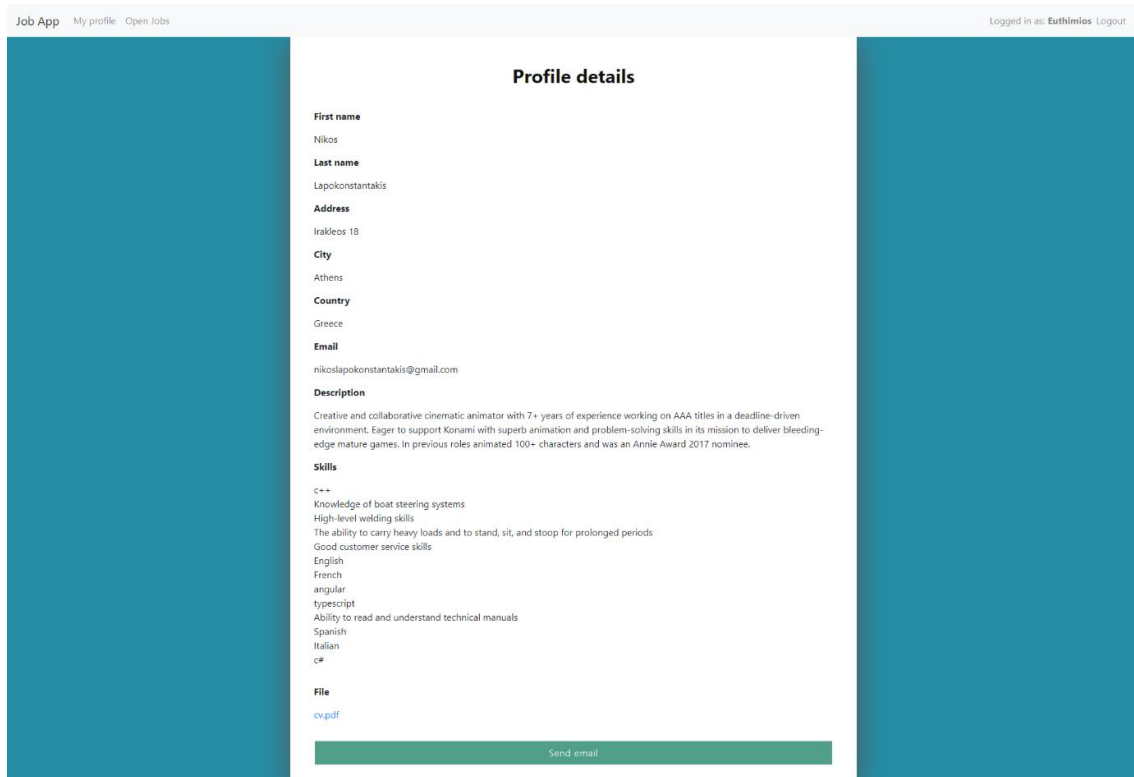 Job App My profile Open Jobs Logged in as: Euthimios Logout
Profile details
First name
Nikos
Last name
Lapokonstantakis
Address
Irakleos 18
City
Athens
Country
Greece
Email
nikoslapokonstantakis@gmail.com
Description
Creative and collaborative cinematic animator with 7+ years of experience working on AAA titles in a deadline-driven
environment. Eager to support Konami with superb animation and problem-solving skills in its mission to deliver bleeding-
edge mature games. In previous roles animated 100+ characters and was an Annie Award 2017 nominee.
Skills
c++
Knowledge of boat steering systems
High-level welding skills
The ability to carry heavy loads and to stand, sit, and stoop for prolonged periods
Good customer service skills
English
French
angular
typescript
Ability to read and understand technical manuals
Spanish
Italian
c#
File
cv.pdf
Send email